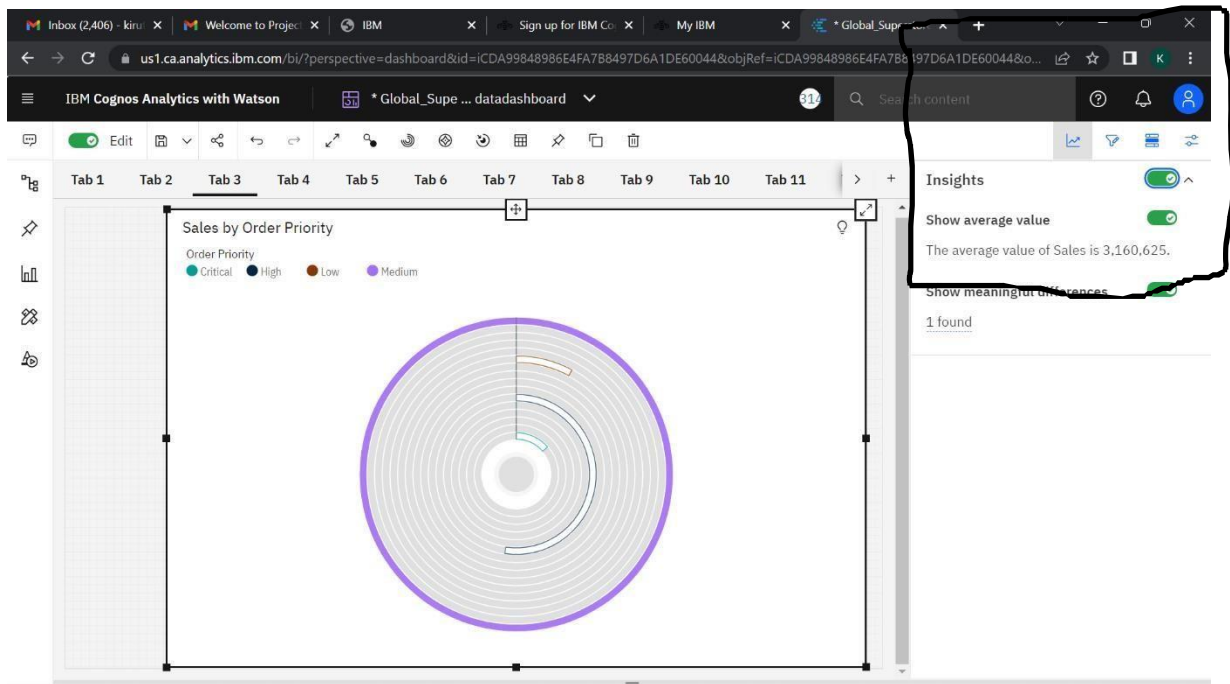 Inbox (2,406) - kiru
Welcome to Project
IBM
Sign up for IBM Co
My IBM
* Global_Supe
us1.ca.analytics.ibm.com/bi/?perspective=dashboard&id=iCDA99848986E4FA7B8497D6A1DE60044&objRef=iCDA99848986E4FA7B8497D6A1DE60044&o...
K
IBM Cognos Analytics with Watson
* Global_Supe ... datadashboard
314
Search content
Edit
Tab 1 Tab 2 Tab 3 Tab 4 Tab 5 Tab 6 Tab 7 Tab 8 Tab 9 Tab 10 Tab 11
Sales by Order Priority
Order Priority
Critical High Low Medium
Insights
Show average value
The average value of Sales is 3,160,625.
Show meaningful differences
1 found